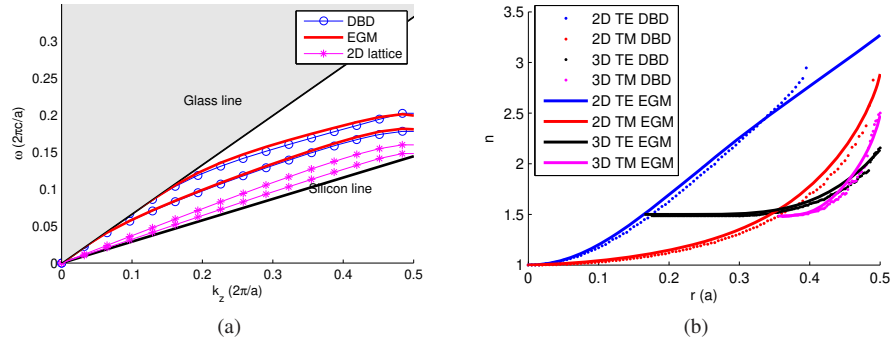 0.3
0.25
0.2
0.15
0.1
0.05
0
ω (2πc/a)
0
0.1
0.2
0.3
0.4
0.5
k_z (2π/a)
DBD
EGM
2D lattice
Glass line
Silicon line
(a)
3.5
3
2.5
2
1.5
1
n
0
0.1
0.2
0.3
0.4
0.5
r (a)
2D TE DBD
2D TM DBD
3D TE DBD
3D TM DBD
2D TE EGM
2D TM EGM
3D TE EGM
3D TM EGM
(b)